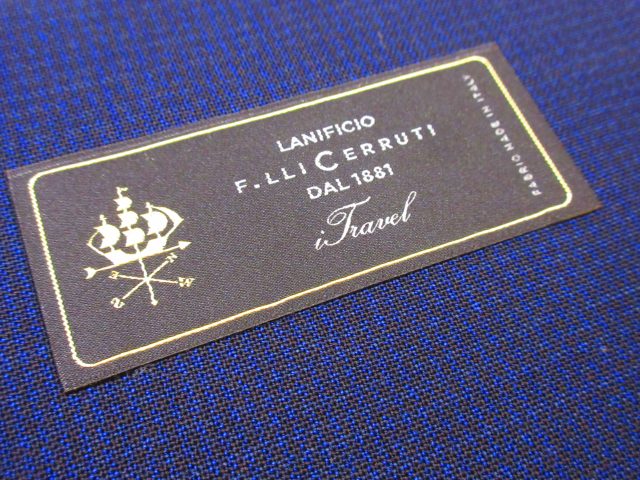 LANIFICIO
F.LLI CERRUTI
DAL 1881
iTravel
FABRIC MADE IN ITALY
N
E
S
W